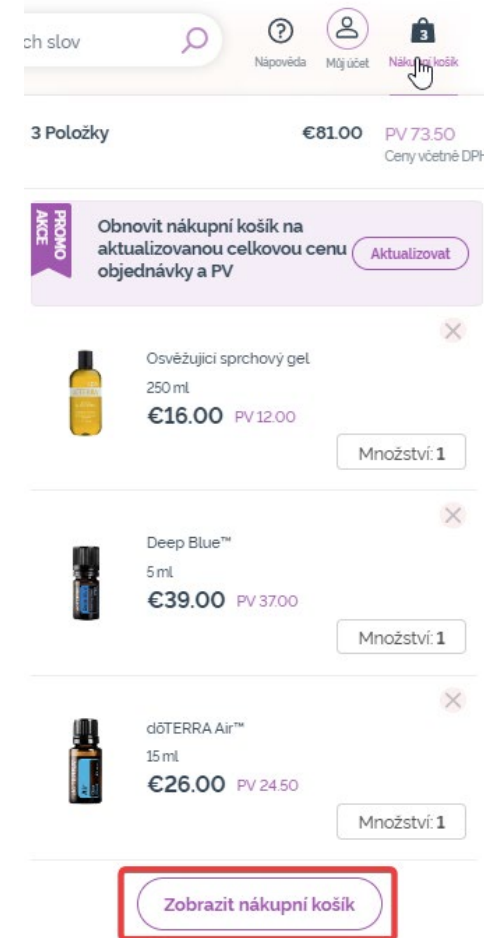 ch slov
Nápověda
Můj účet
3
Nákupní košík
3 Položky
€81.00
PV 73.50
Ceny včetně DPH
PROMO
AKCE
Obnovit nákupní košík na
aktualizovanou celkovou cenu
objednávky a PV
Aktualizovat
Osvěžující sprchový gel
250 ml
€16.00 PV 12.00
Množství: 1
Deep Blue™
5 ml
€39.00 PV 37.00
Množství: 1
dōTERRA Air™
15 ml
€26.00 PV 24.50
Množství: 1
Zobrazit nákupní košík